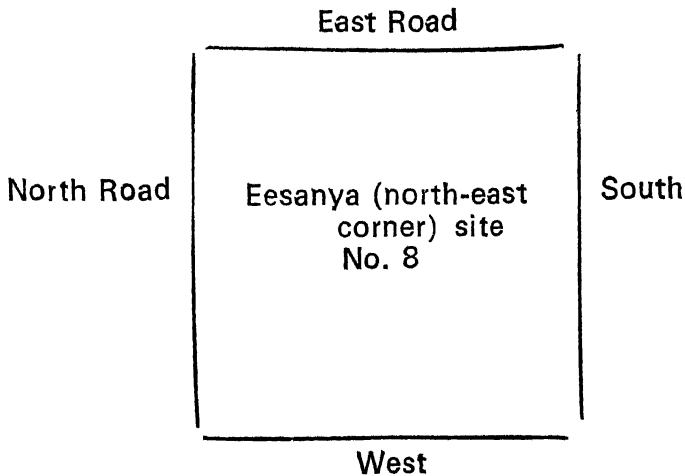 East Road
North Road
Eesanya (north-east
corner) site
No. 8
South
West